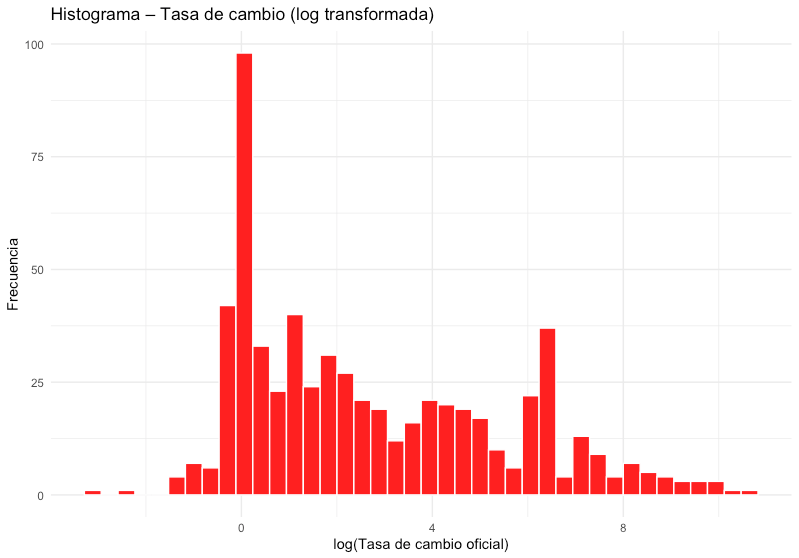 Histograma – Tasa de cambio (log transformada)
100
75
50
25
0
Frecuencia
0 4 8
log(Tasa de cambio oficial)